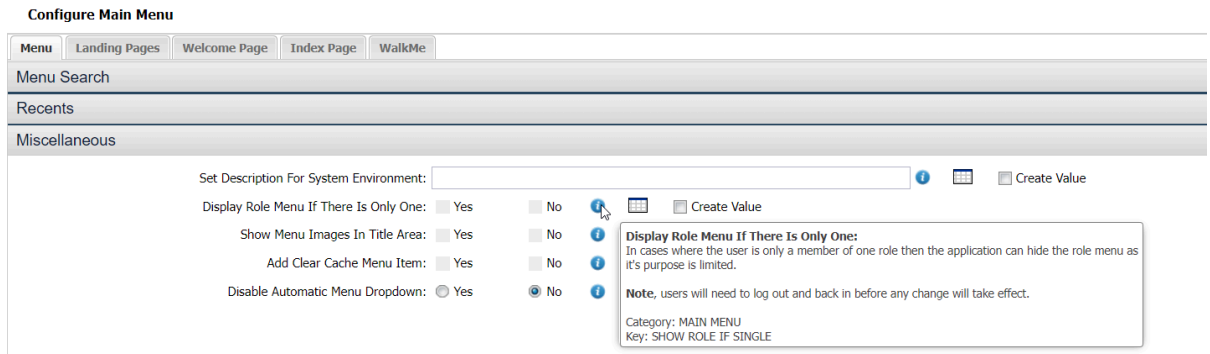 Configure Main Menu
Menu Landing Pages Welcome Page Index Page WalkMe
Menu Search
Recents
Miscellaneous
Set Description For System Environment: Create Value
Display Role Menu If There Is Only One: Yes No Create Value
Show Menu Images In Title Area: Yes No
Add Clear Cache Menu Item: Yes No
Disable Automatic Menu Dropdown: Yes No
Display Role Menu If There Is Only One:
In cases where the user is only a member of one role then the application can hide the role menu as
it's purpose is limited.
Note, users will need to log out and back in before any change will take effect.
Category: MAIN MENU
Key: SHOW ROLE IF SINGLE